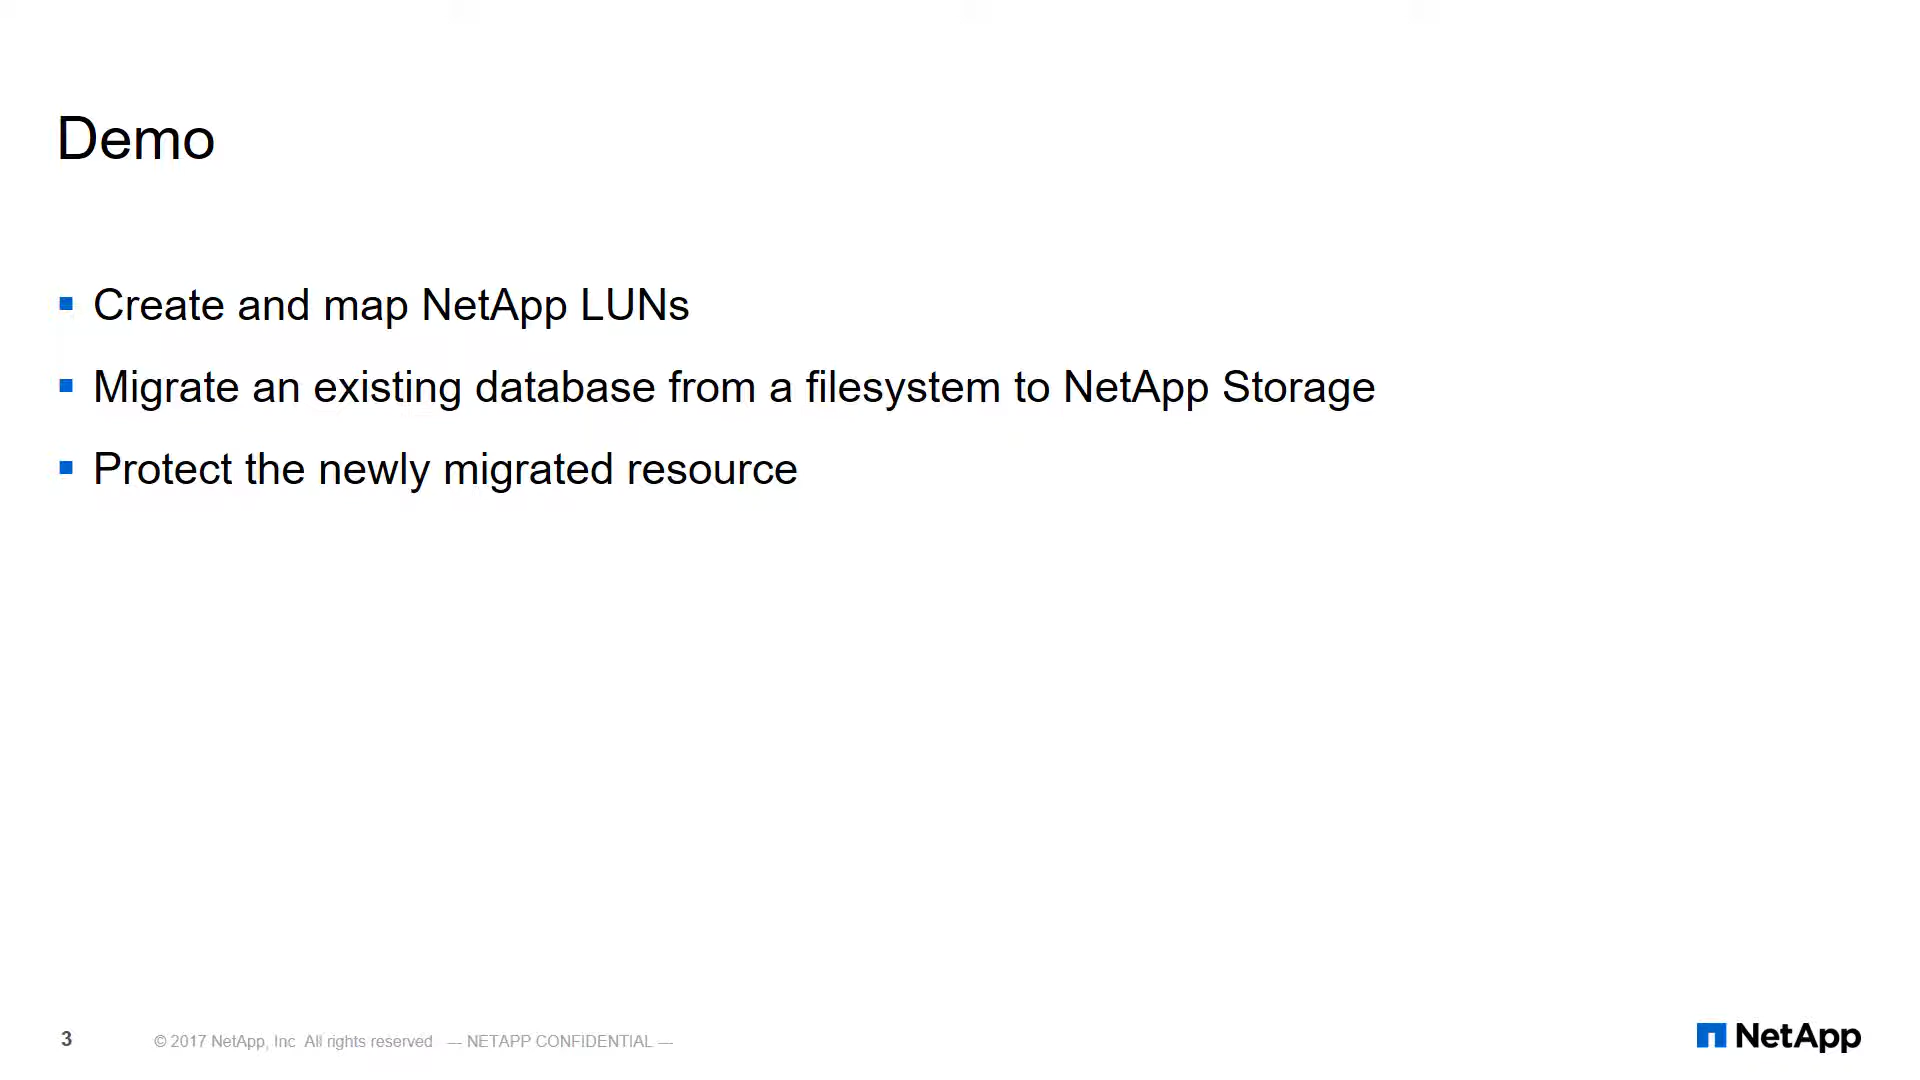 Demo
Create and map NetApp LUNs
Migrate an existing database from a filesystem to NetApp Storage
Protect the newly migrated resource
3 © 2017 NetApp, Inc All rights reserved — NETAPP CONFIDENTIAL —
NetApp